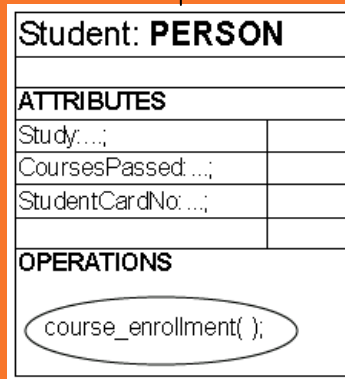 Student: PERSON
ATTRIBUTES
Study:...;
CoursesPassed:...;
StudentCardNo:...;
OPERATIONS
course_enrollment( );